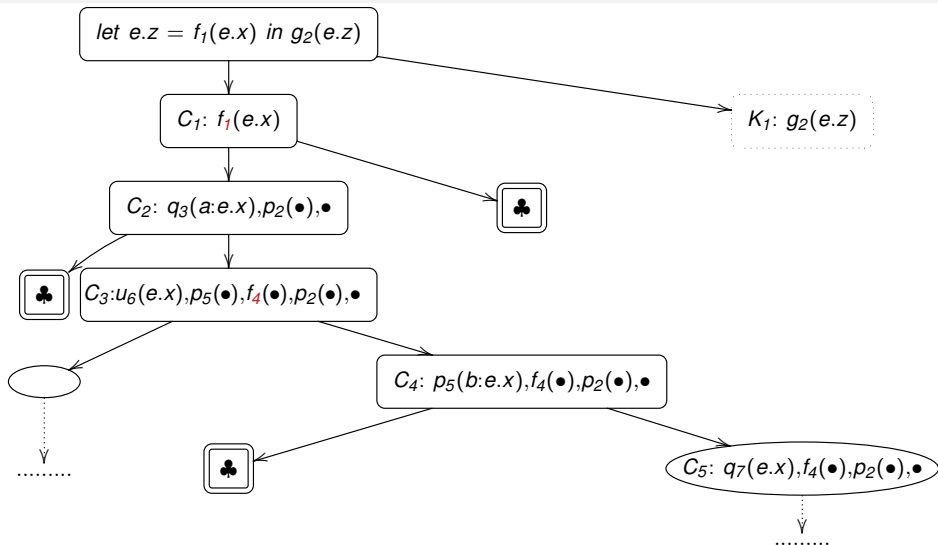 let e.z = f₁(e.x) in g₂(e.z)
C₁: f₁(e.x)
K₁: g₂(e.z)
C₂: q₃(a:e.x),p₂(●),●
♣
♣
C₃:u₆(e.x),p₅(●),f₄(●),p₂(●),●
C₄: p₅(b:e.x),f₄(●),p₂(●),●
♣
C₅: q₇(e.x),f₄(●),p₂(●),●
.........
.........